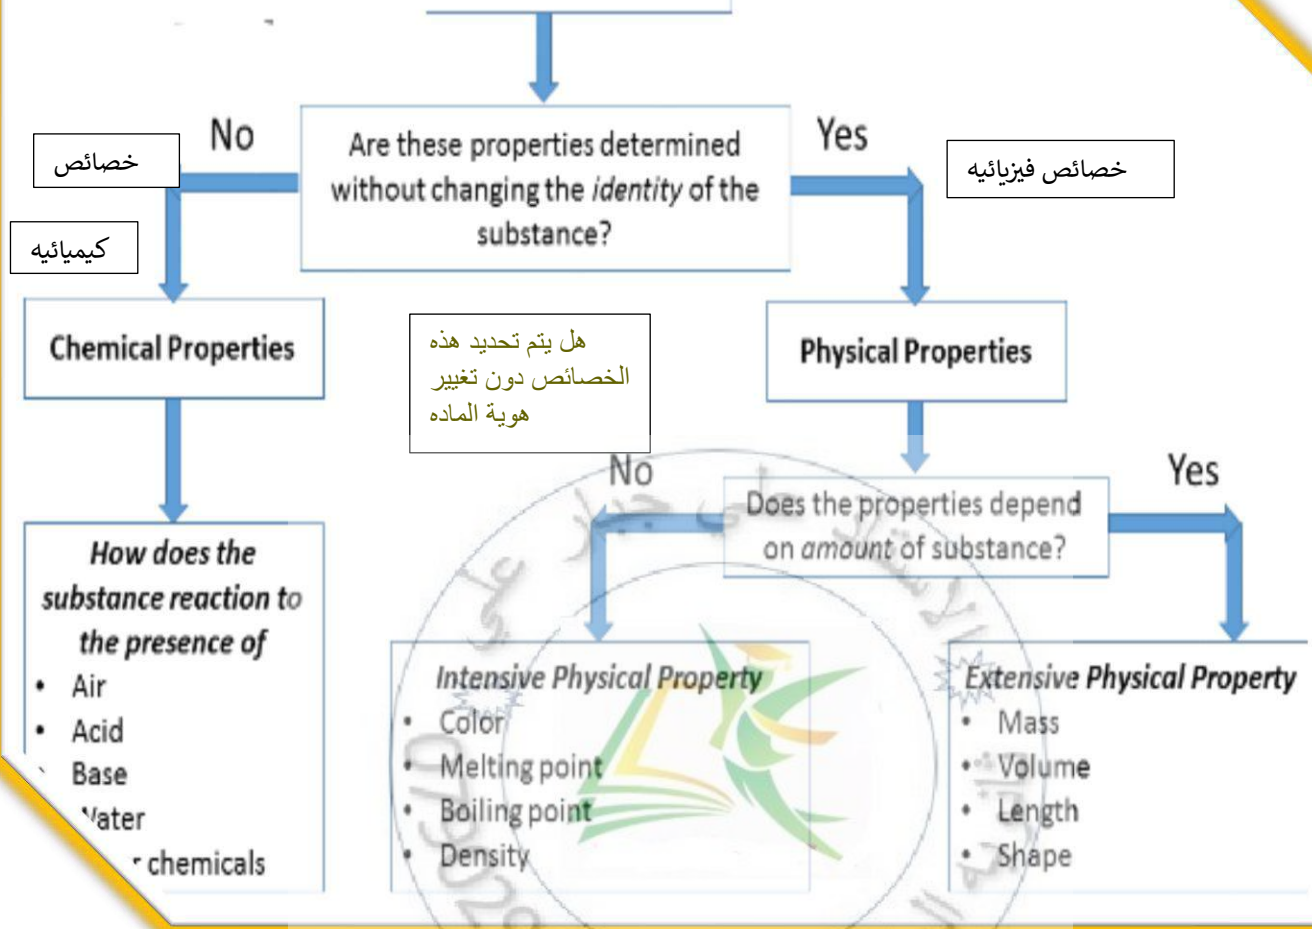 No
Are these properties determined
without changing the identity of the
substance?
Yes
خصائص
خصائص فيزيائيه
كيميائيه
Chemical Properties
هل يتم تحديد هذه
الخصائص دون تغيير
هوية الماده
Physical Properties
No
Does the properties depend
on amount of substance?
Yes
How does the
substance reaction to
the presence of
• Air
• Acid
Base
chemicals
Intensive Physical Property
• Color
• Melting point
• Boiling point
• Density
Extensive Physical Property
• Mass
• Volume
• Length
• Shape
الاستاذ
جبار
علي